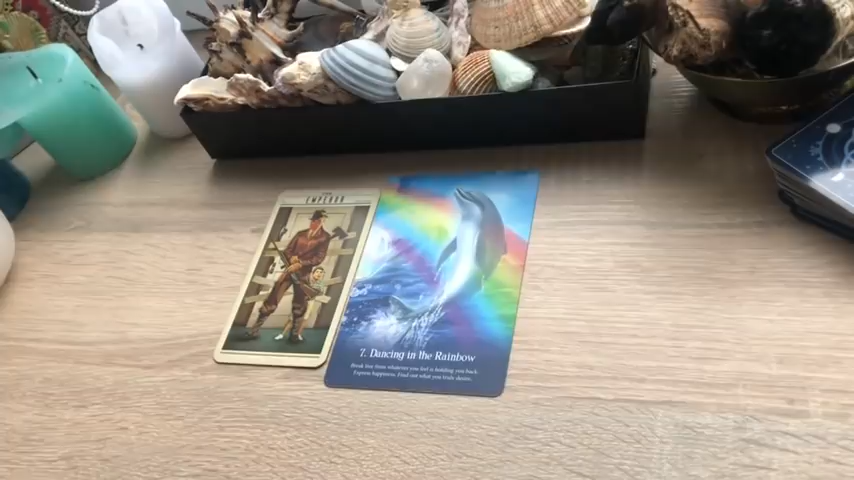 THE
EMPEROR
7. Dancing in the Rainbow
Break free from whatever you feel is holding you back.
Express happiness. Find out what you truly desire.